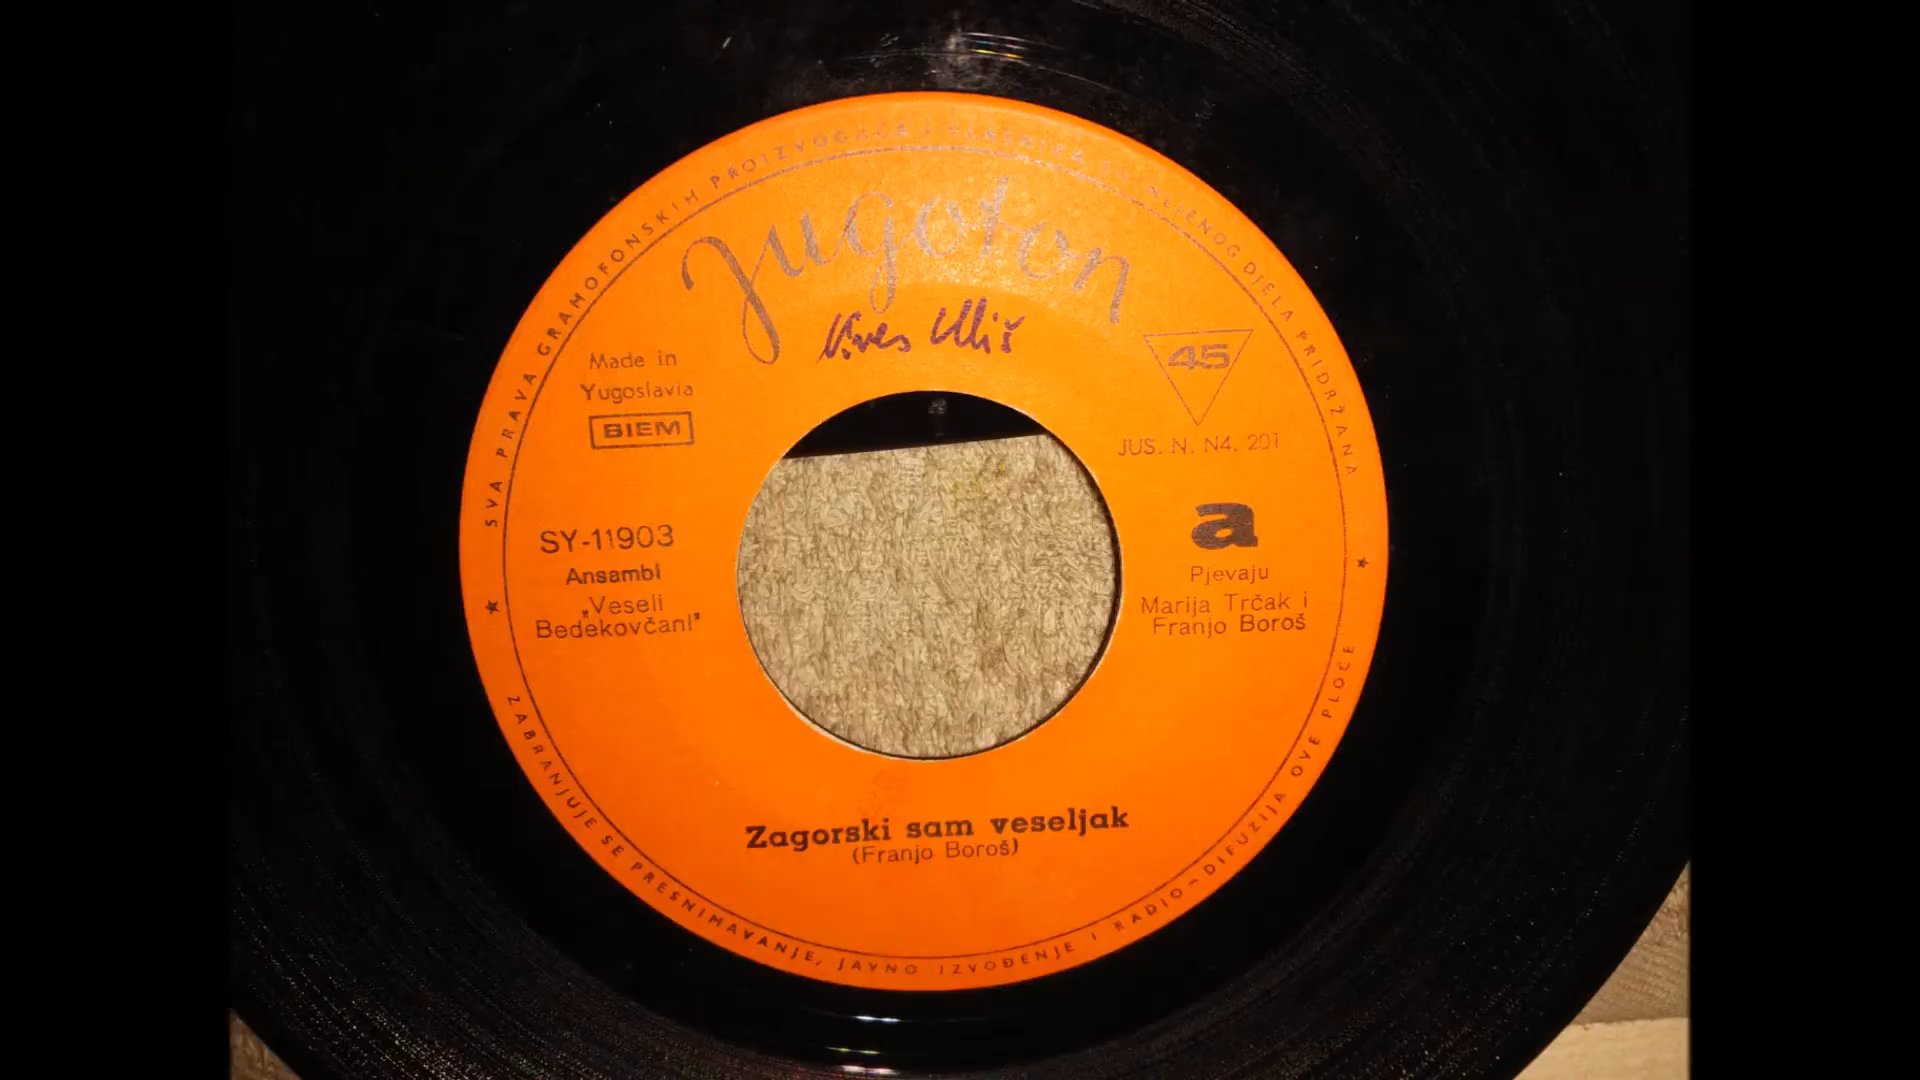 SVA PRAVA GRAMOFONSKIH PROIZVOĐAČA I VLASNIKA SNIMLJENOG DJELA PRIDRŽANA
Jugoton
Made in
Yugoslavia
BIEM
45
JUS. N. N4. 201
SY-11903
Ansambl
„Veseli
Bedekovčani"
a
Pjevaju
Marija Trčak i
Franjo Boroš
Zagorski sam veseljak
(Franjo Boroš)
ZABRANJUJE SE PRESNIMAVANJE, JAVNO IZVOĐENJE I RADIO-DIFUZIJA OVE PLOČE